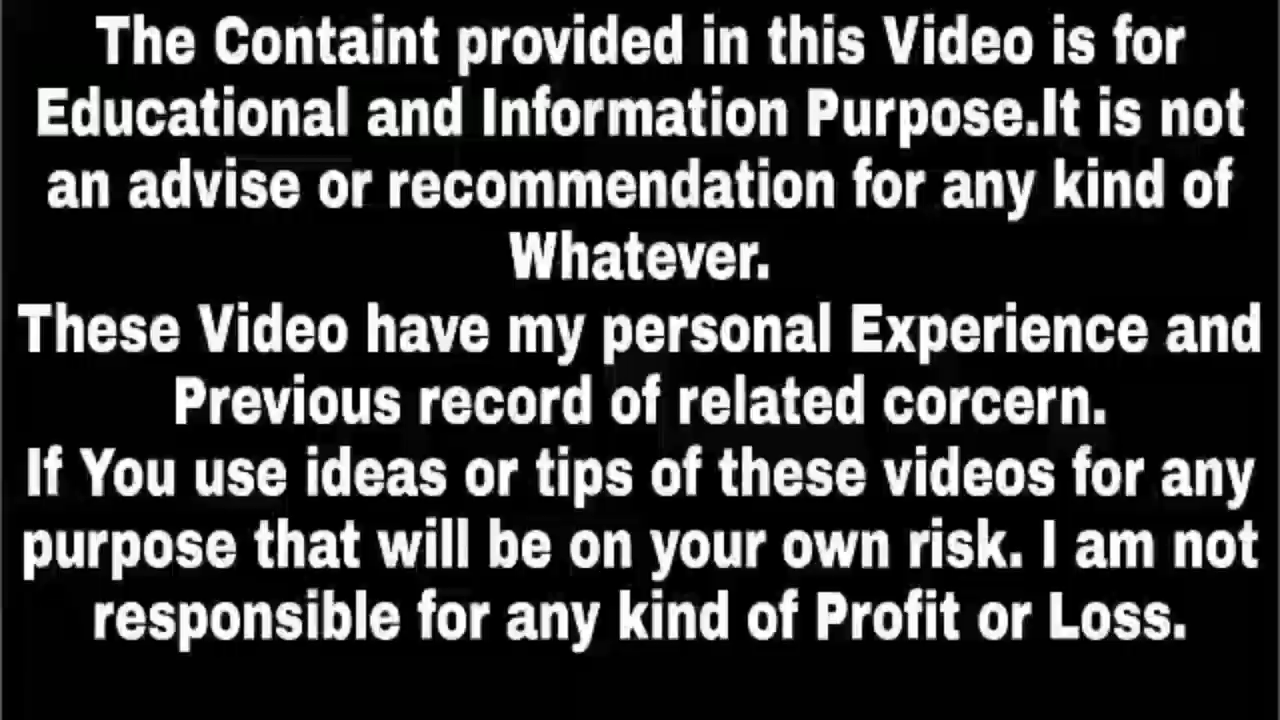 The Containt provided in this Video is for
Educational and Information Purpose.It is not
an advise or recommendation for any kind of
Whatever.
These Video have my personal Experience and
Previous record of related corcern.
If You use ideas or tips of these videos for any
purpose that will be on your own risk. I am not
responsible for any kind of Profit or Loss.